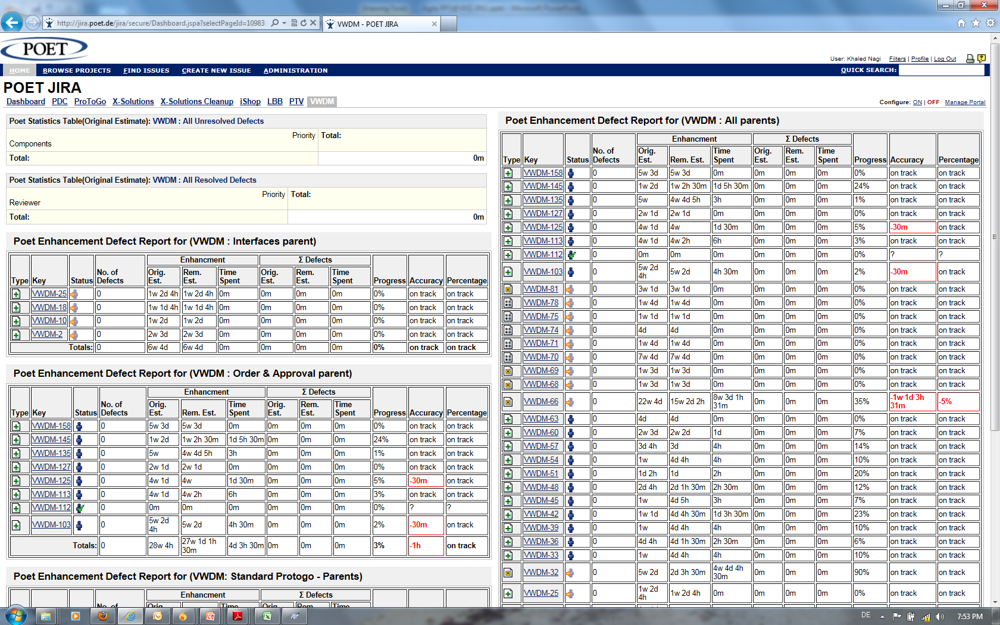 http://jira.poet.de/jira/secure/Dashboard.jspa?selectPageId=10983
VWDM - POET JIRA
POET
User: Khaled Nagi Filters | Profile | Log Out
HOME BROWSE PROJECTS FIND ISSUES CREATE NEW ISSUE ADMINISTRATION QUICK SEARCH:
POET JIRA
Dashboard PDC ProToGo X-Solutions X-Solutions Cleanup iShop LBB PTV VWDM
Configure: ON | OFF Manage Portal
Poet Statistics Table(Original Estimate): VWDM : All Unresolved Defects
Priority Total:
Components
Total: 0m
Poet Statistics Table(Original Estimate): VWDM : All Resolved Defects
Priority Total:
Reviewer
Total: 0m
Poet Enhancement Defect Report for (VWDM : Interfaces parent)
Enhancment Σ Defects
Type Key Status No. of Defects Orig. Est. Rem. Est. Time Spent Orig. Est. Rem. Est. Time Spent Progress Accuracy Percentage
VWDM-25 0 1w 2d 4h 1w 2d 4h 0m 0m 0m 0m 0% on track on track
VWDM-18 0 1w 1d 4h 1w 1d 4h 0m 0m 0m 0m 0% on track on track
VWDM-10 0 1w 2d 1w 2d 0m 0m 0m 0m 0% on track on track
VWDM-2 0 2w 3d 2w 3d 0m 0m 0m 0m 0% on track on track
Totals: 0 6w 4d 6w 4d 0m 0m 0m 0m 0% on track on track
Poet Enhancement Defect Report for (VWDM : Order & Approval parent)
Enhancment Σ Defects
Type Key Status No. of Defects Orig. Est. Rem. Est. Time Spent Orig. Est. Rem. Est. Time Spent Progress Accuracy Percentage
VWDM-158 0 5w 3d 5w 3d 0m 0m 0m 0m 0% on track on track
VWDM-145 0 1w 2d 1w 2h 30m 1d 5h 30m 0m 0m 0m 24% on track on track
VWDM-135 0 5w 4w 4d 5h 3h 0m 0m 0m 1% on track on track
VWDM-127 0 2w 1d 2w 1d 0m 0m 0m 0m 0% on track on track
VWDM-125 0 4w 1d 4w 1d 30m 0m 0m 0m 5% -30m on track
VWDM-113 0 4w 1d 4w 2h 6h 0m 0m 0m 3% on track on track
VWDM-112 0 0m 0m 0m 0m 0m 0m 0% ? ?
VWDM-103 0 5w 2d 4h 5w 2d 4h 30m 0m 0m 0m 2% -30m on track
Totals: 0 28w 4h 27w 1d 1h 30m 4d 3h 30m 0m 0m 0m 3% -1h on track
Poet Enhancement Defect Report for (VWDM: Standard Protogo - Parents)
Enhancment Σ Defects
No. of Orig. Time Orig. Rem. Time
Poet Enhancement Defect Report for (VWDM : All parents)
Enhancment Σ Defects
Type Key Status No. of Defects Orig. Est. Rem. Est. Time Spent Orig. Est. Rem. Est. Time Spent Progress Accuracy Percentage
VWDM-158 0 5w 3d 5w 3d 0m 0m 0m 0m 0% on track on track
VWDM-145 0 1w 2d 1w 2h 30m 1d 5h 30m 0m 0m 0m 24% on track on track
VWDM-135 0 5w 4w 4d 5h 3h 0m 0m 0m 1% on track on track
VWDM-127 0 2w 1d 2w 1d 0m 0m 0m 0m 0% on track on track
VWDM-125 0 4w 1d 4w 1d 30m 0m 0m 0m 5% -30m on track
VWDM-113 0 4w 1d 4w 2h 6h 0m 0m 0m 3% on track on track
VWDM-112 0 0m 0m 0m 0m 0m 0m 0% ? ?
VWDM-103 0 5w 2d 4h 5w 2d 4h 30m 0m 0m 0m 2% -30m on track
VWDM-81 0 3w 1d 3w 1d 0m 0m 0m 0m 0% on track on track
VWDM-78 0 1w 4d 1w 4d 0m 0m 0m 0m 0% on track on track
VWDM-75 0 1w 1d 1w 1d 0m 0m 0m 0m 0% on track on track
VWDM-74 0 4d 4d 0m 0m 0m 0m 0% on track on track
VWDM-71 0 1w 4d 1w 4d 0m 0m 0m 0m 0% on track on track
VWDM-70 0 7w 4d 7w 4d 0m 0m 0m 0m 0% on track on track
VWDM-69 0 1w 3d 1w 3d 0m 0m 0m 0m 0% on track on track
VWDM-68 0 1w 3d 1w 3d 0m 0m 0m 0m 0% on track on track
VWDM-66 0 22w 4d 15w 2d 2h 8w 3d 1h 31m 0m 0m 0m 35% -1w 1d 3h 31m -5%
VWDM-63 0 4d 4d 0m 0m 0m 0m 0% on track on track
VWDM-60 0 2w 3d 2w 2d 1d 0m 0m 0m 7% on track on track
VWDM-57 0 3d 4h 3d 4h 0m 0m 0m 14% on track on track
VWDM-54 0 1w 4d 4h 4h 0m 0m 0m 10% on track on track
VWDM-51 0 1d 2h 1d 2h 0m 0m 0m 20% on track on track
VWDM-48 0 2d 4h 2d 1h 30m 2h 30m 0m 0m 0m 12% on track on track
VWDM-45 0 1w 4d 5h 3h 0m 0m 0m 7% on track on track
VWDM-42 0 1w 1d 4d 4h 30m 1d 3h 30m 0m 0m 0m 23% on track on track
VWDM-39 0 1w 4d 4h 4h 0m 0m 0m 10% on track on track
VWDM-36 0 4d 4h 4d 1h 30m 2h 30m 0m 0m 0m 6% on track on track
VWDM-33 0 1w 4d 4h 4h 0m 0m 0m 10% on track on track
VWDM-32 0 5w 2d 2d 3h 30m 4w 4d 4h 30m 0m 0m 0m 90% on track on track
VWDM-25 0 1w 2d 4h 1w 2d 4h 0m 0m 0m 0m 0% on track on track
DE 7:53 PM